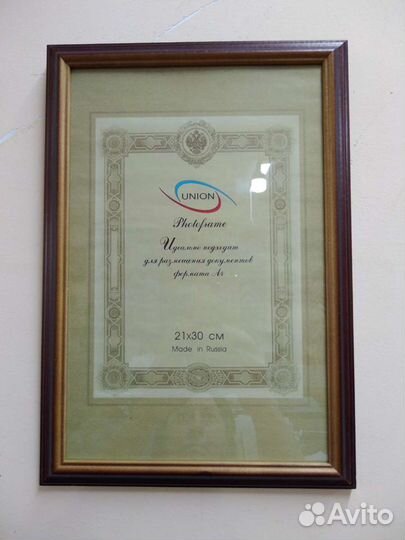 UNION
Photoframe
Идеально подходит
для размещения документов
формата А4
21x30 см
Made in Russia
Avito